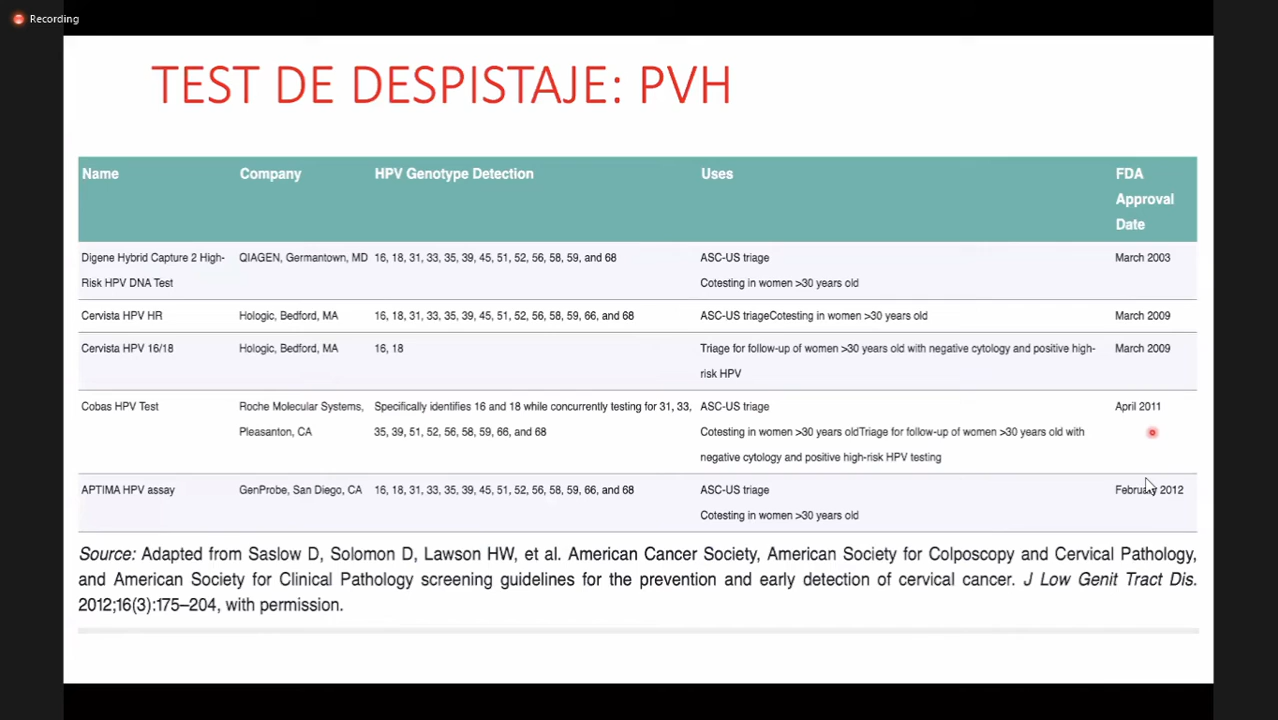 Recording
TEST DE DESPISTAJE: PVH
Name Company HPV Genotype Detection Uses FDA
Approval
Date
Digene Hybrid Capture 2 High- QIAGEN, Germantown, MD 16, 18, 31, 33, 35, 39, 45, 51, 52, 56, 58, 59, and 68 ASC-US triage March 2003
Risk HPV DNA Test Cotesting in women >30 years old
Cervista HPV HR Hologic, Bedford, MA 16, 18, 31, 33, 35, 39, 45, 51, 52, 56, 58, 59, 66, and 68 ASC-US triageCotesting in women >30 years old March 2009
Cervista HPV 16/18 Hologic, Bedford, MA 16, 18 Triage for follow-up of women >30 years old with negative cytology and positive high- March 2009
risk HPV
Cobas HPV Test Roche Molecular Systems, Specifically identifies 16 and 18 while concurrently testing for 31, 33, ASC-US triage April 2011
Pleasanton, CA 35, 39, 51, 52, 56, 58, 59, 66, and 68 Cotesting in women >30 years oldTriage for follow-up of women >30 years old with
negative cytology and positive high-risk HPV testing
APTIMA HPV assay GenProbe, San Diego, CA 16, 18, 31, 33, 35, 39, 45, 51, 52, 56, 58, 59, 66, and 68 ASC-US triage February 2012
Cotesting in women >30 years old
Source: Adapted from Saslow D, Solomon D, Lawson HW, et al. American Cancer Society, American Society for Colposcopy and Cervical Pathology,
and American Society for Clinical Pathology screening guidelines for the prevention and early detection of cervical cancer. J Low Genit Tract Dis.
2012;16(3):175–204, with permission.